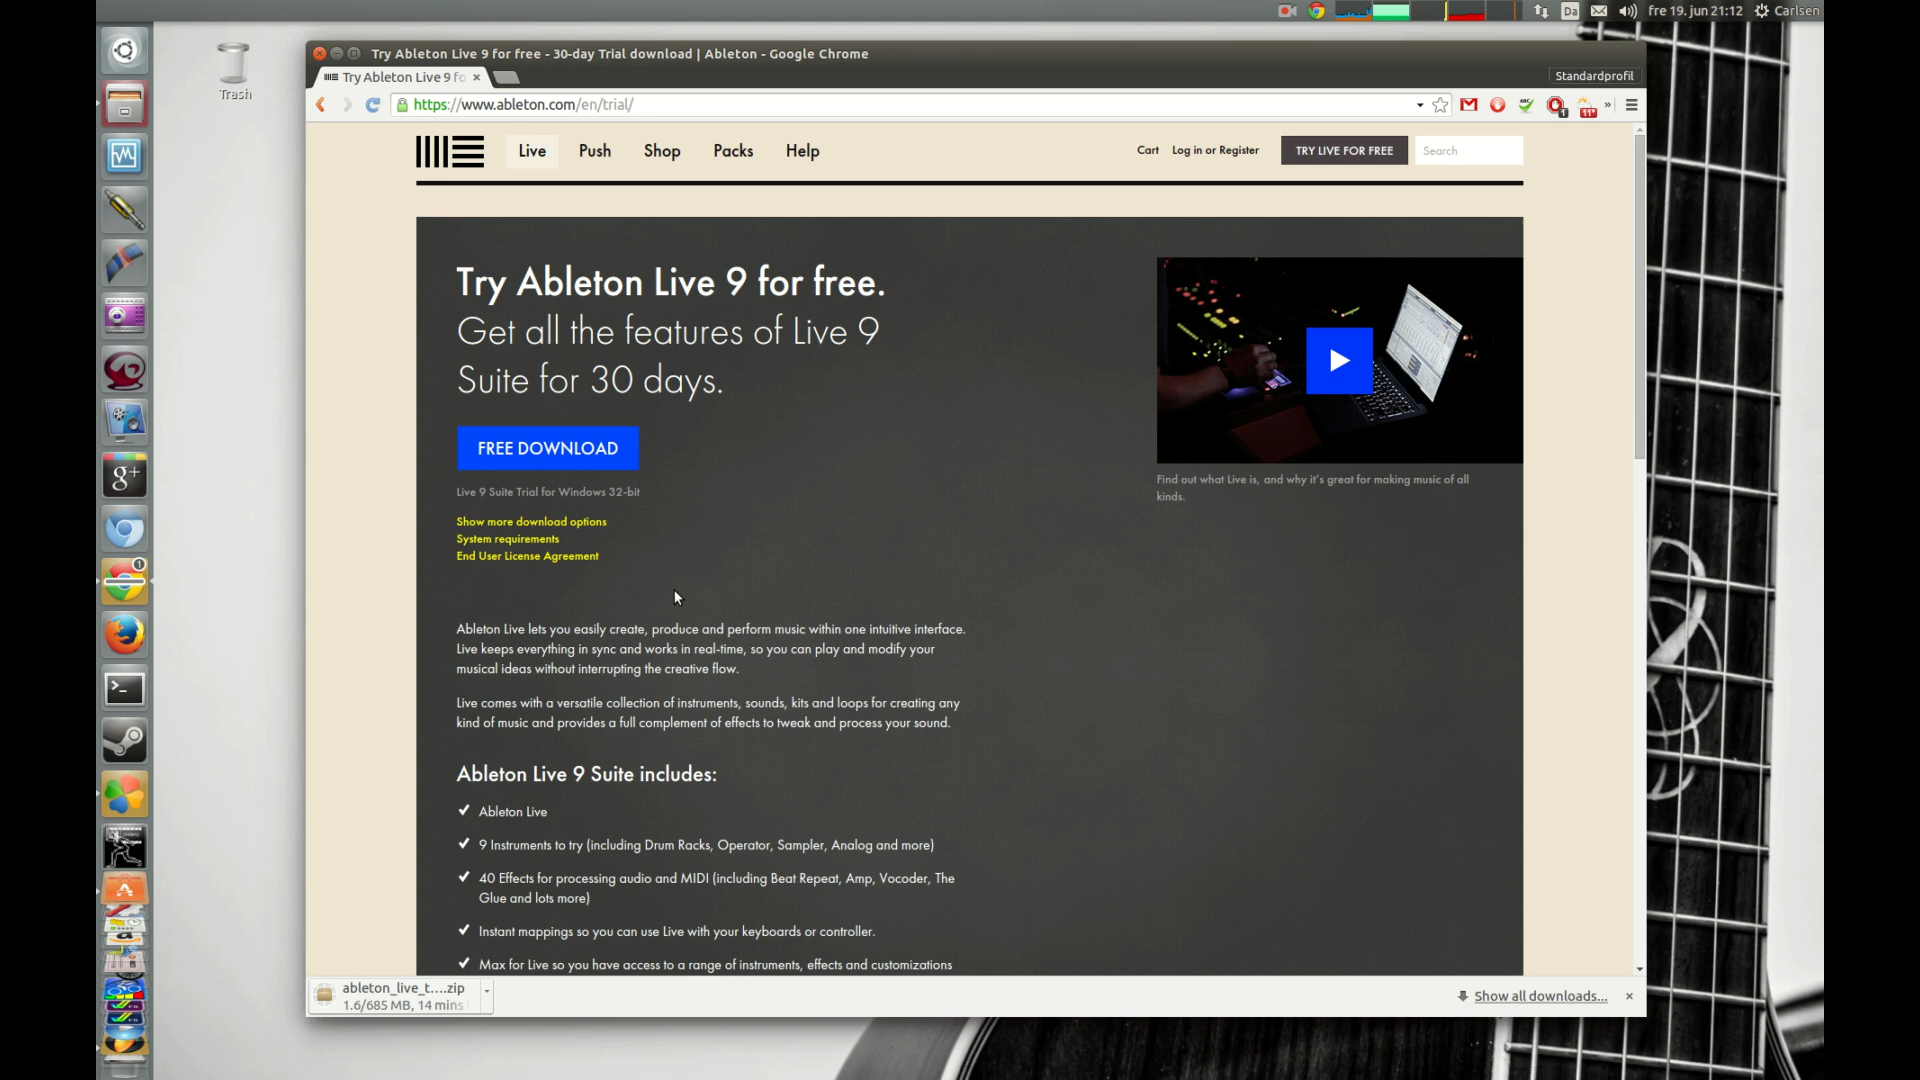 Da
fre 19. jun 21:12
Carlsen
Trash
Try Ableton Live 9 for free - 30-day Trial download | Ableton - Google Chrome
Try Ableton Live 9 fo
Standardprofil
https://www.ableton.com/en/trial/
ABC
1
11°
Live
Push
Shop
Packs
Help
Cart
Log in or Register
TRY LIVE FOR FREE
Search
Try Ableton Live 9 for free.
Get all the features of Live 9
Suite for 30 days.
FREE DOWNLOAD
Live 9 Suite Trial for Windows 32-bit
Show more download options
System requirements
End User License Agreement
Find out what Live is, and why it's great for making music of all
kinds.
Ableton Live lets you easily create, produce and perform music within one intuitive interface.
Live keeps everything in sync and works in real-time, so you can play and modify your
musical ideas without interrupting the creative flow.
Live comes with a versatile collection of instruments, sounds, kits and loops for creating any
kind of music and provides a full complement of effects to tweak and process your sound.
Ableton Live 9 Suite includes:
Ableton Live
9 Instruments to try (including Drum Racks, Operator, Sampler, Analog and more)
40 Effects for processing audio and MIDI (including Beat Repeat, Amp, Vocoder, The
Glue and lots more)
Instant mappings so you can use Live with your keyboards or controller.
Max for Live so you have access to a range of instruments, effects and customizations
ableton_live_t....zip
1.6/685 MB, 14 mins
Show all downloads...
g+
1